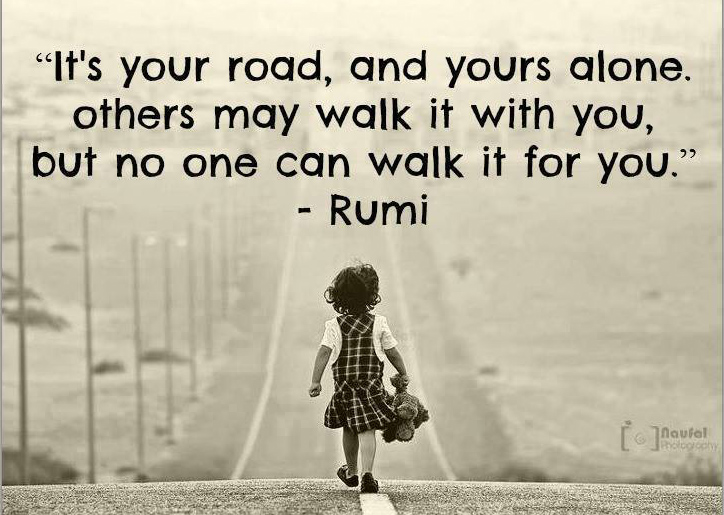 “It's your road, and yours alone.
others may walk it with you,
but no one can walk it for you.”
- Rumi
Naufal
Photography